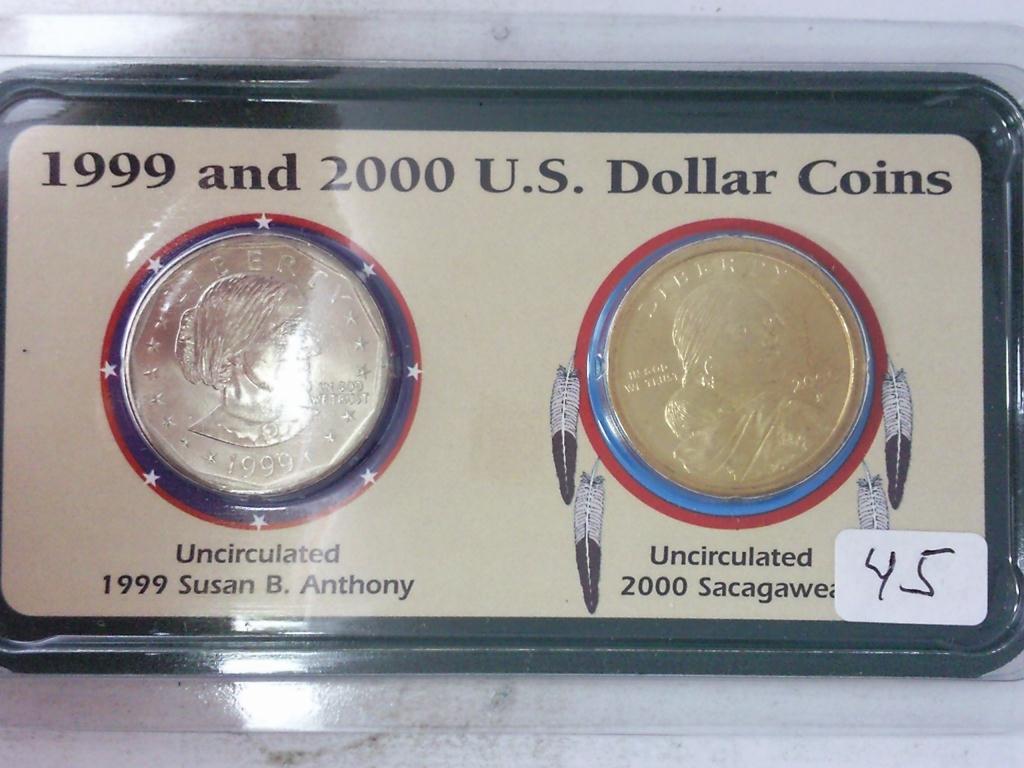 1999 and 2000 U.S. Dollar Coins
LIBERTY
IN GOD
WE TRUST
1999
LIBERTY
IN GOD
WE TRUST
Uncirculated
1999 Susan B. Anthony
Uncirculated
2000 Sacagawea
45